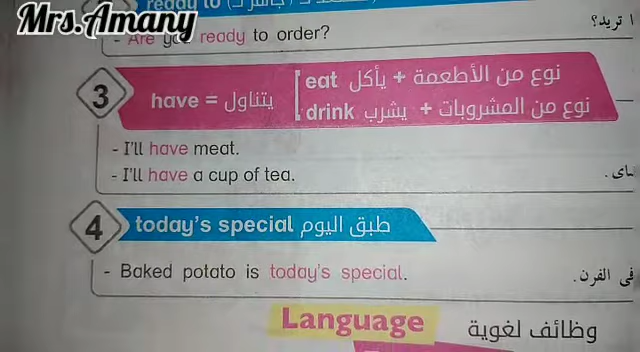 Mrs.Amany
ready to
- Are you ready to order?
ا تريد؟
3
have = يتناول
eat يأكل + نوع من الأطعمة
drink يشرب + نوع من المشروبات
- I'll have meat.
- I'll have a cup of tea.
شاى.
4
today's special طبق اليوم
- Baked potato is today's special.
فى الفرن.
Language وظائف لغوية